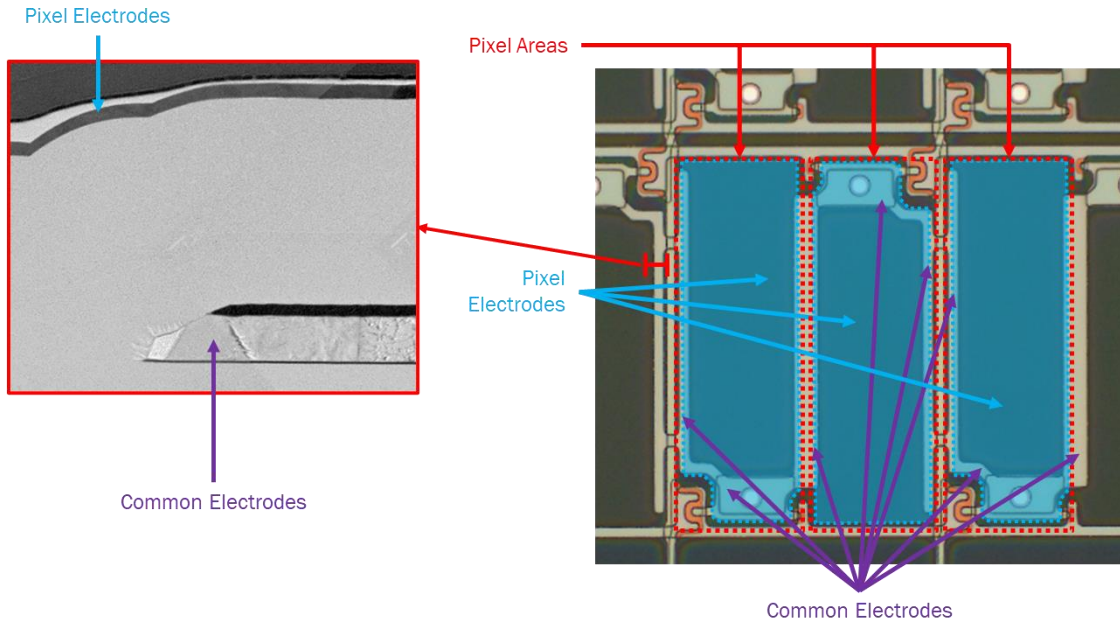 Pixel Electrodes
Pixel Areas
Pixel
Electrodes
Common Electrodes
Common Electrodes